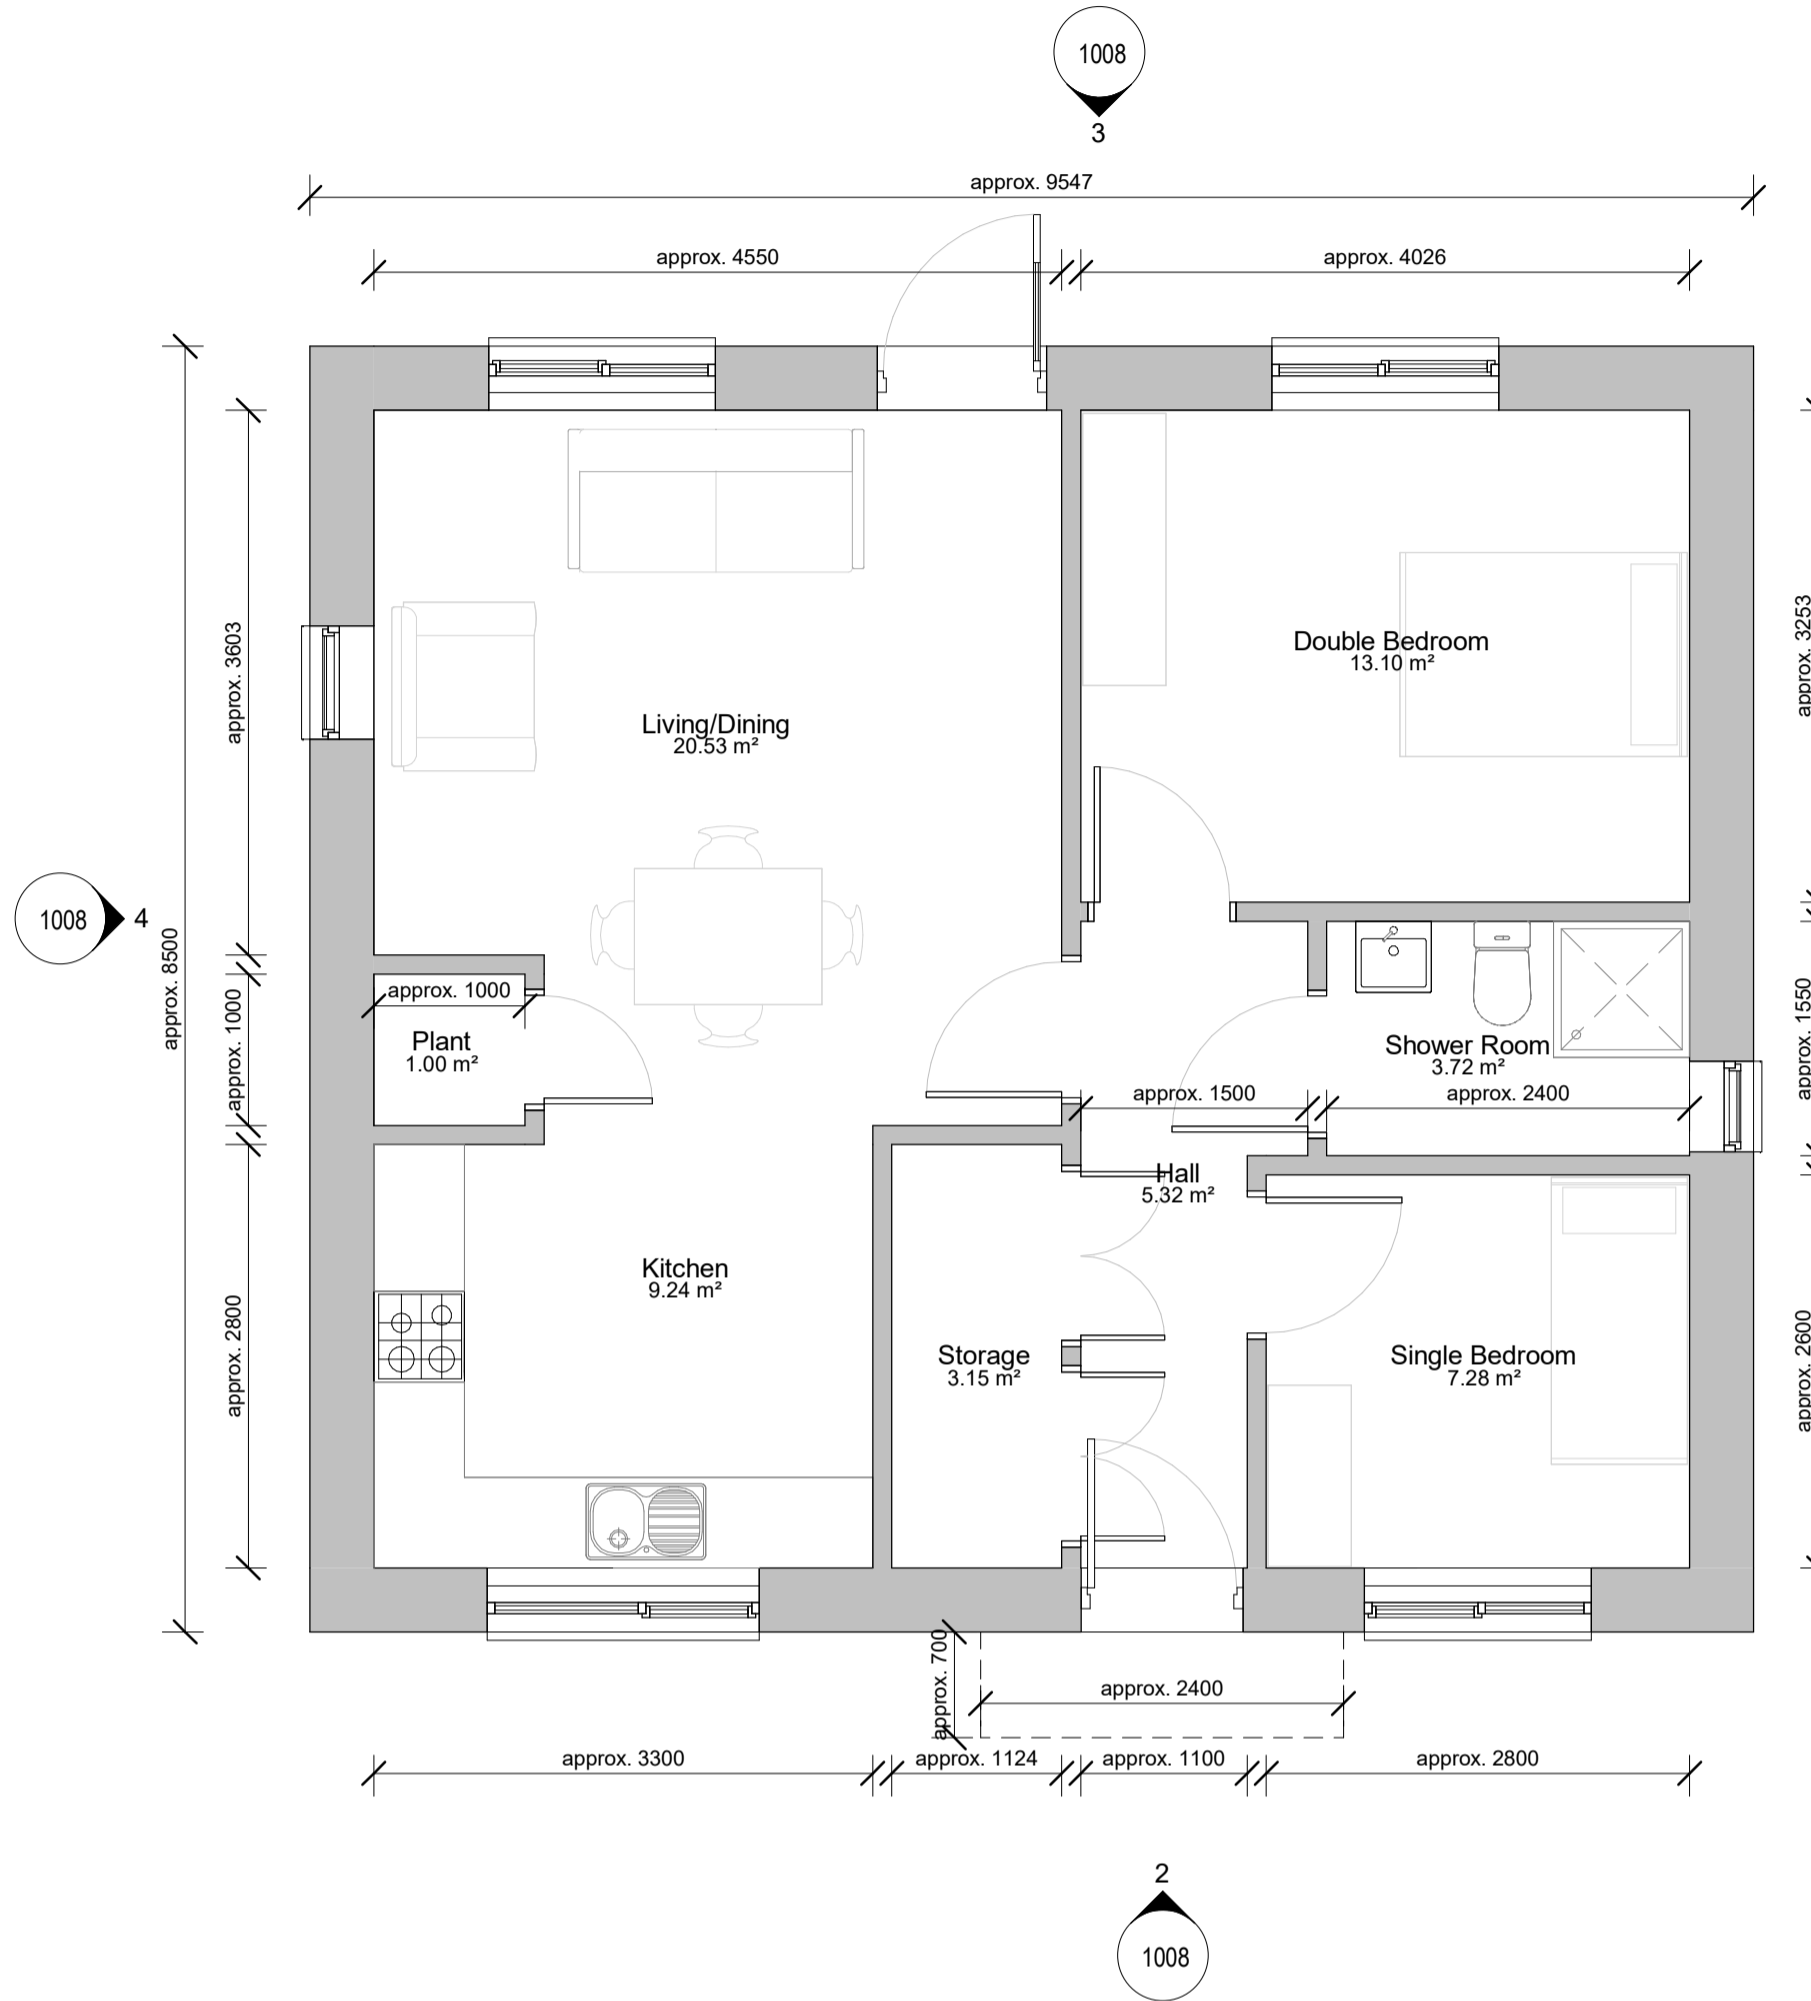 1008
3
approx. 9547
approx. 4550
approx. 4026
approx. 8500
approx. 3603
approx. 3253
Double Bedroom
13.10 m²
Living/Dining
20.53 m²
1008
4
approx. 1000
approx. 1000
Plant
1.00 m²
Shower Room
3.72 m²
approx. 1550
approx. 1500
approx. 2400
Hall
5.32 m²
Kitchen
9.24 m²
approx. 2800
Storage
3.15 m²
Single Bedroom
7.28 m²
approx. 2600
approx. 700
approx. 2400
approx. 3300
approx. 1124
approx. 1100
approx. 2800
2
1008